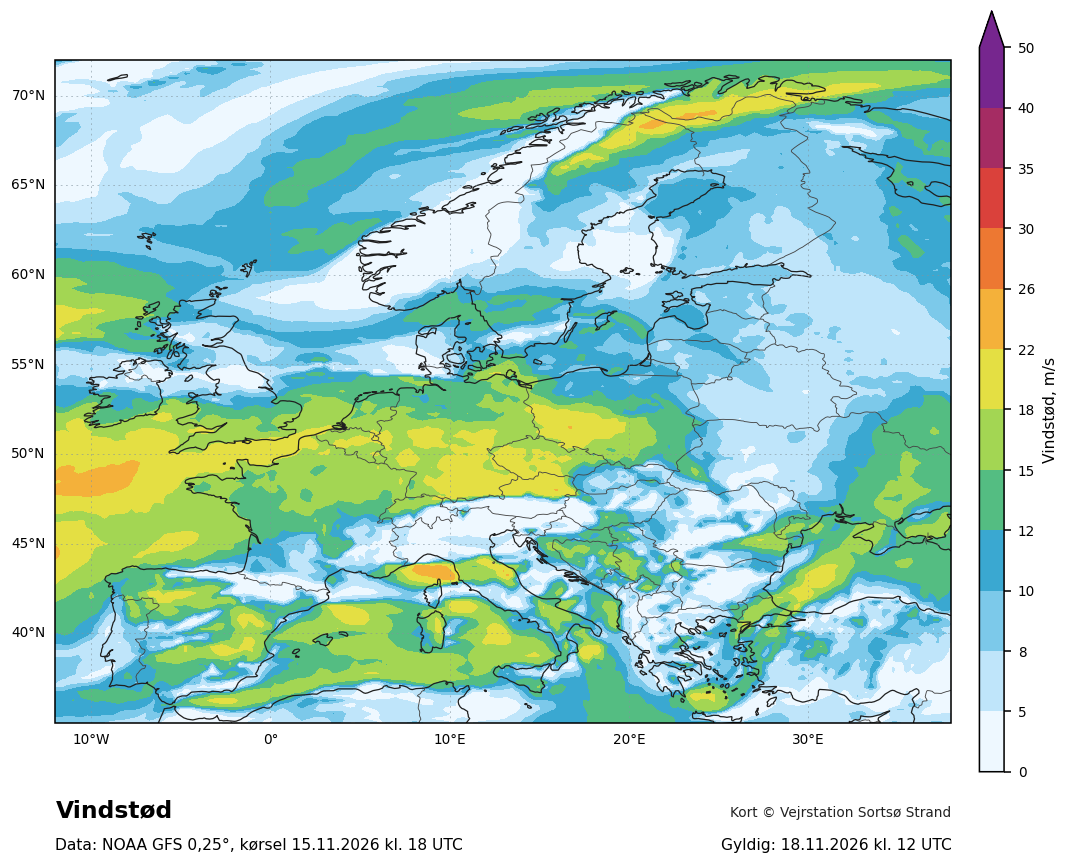 70°N
65°N
60°N
55°N
50°N
45°N
40°N
10°W
0°
10°E
20°E
30°E
50
40
35
30
26
22
18
15
12
10
8
5
0
Vindstød, m/s
Vindstød
Kort © Vejrstation Sortsø Strand
Data: NOAA GFS 0,25°, kørsel 15.11.2026 kl. 18 UTC
Gyldig: 18.11.2026 kl. 12 UTC